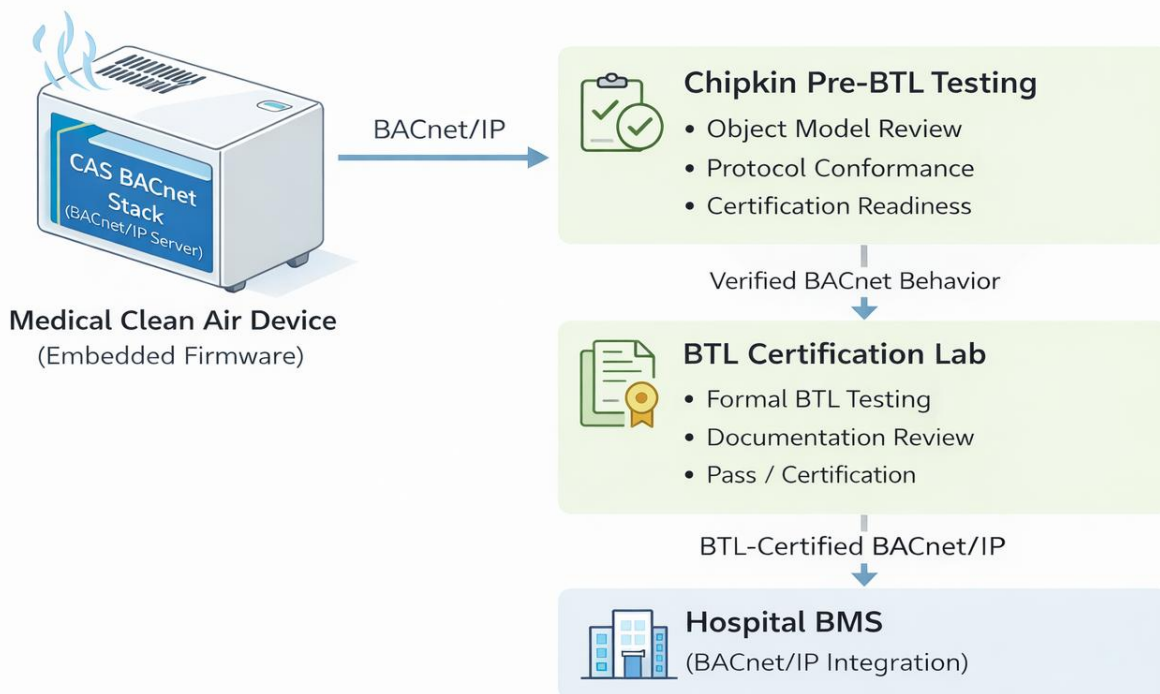 CAS BACnet
Stack
(BACnet/IP Server)
Medical Clean Air Device
(Embedded Firmware)
BACnet/IP
Chipkin Pre-BTL Testing
• Object Model Review
• Protocol Conformance
• Certification Readiness
Verified BACnet Behavior
BTL Certification Lab
• Formal BTL Testing
• Documentation Review
• Pass / Certification
BTL-Certified BACnet/IP
Hospital BMS
(BACnet/IP Integration)